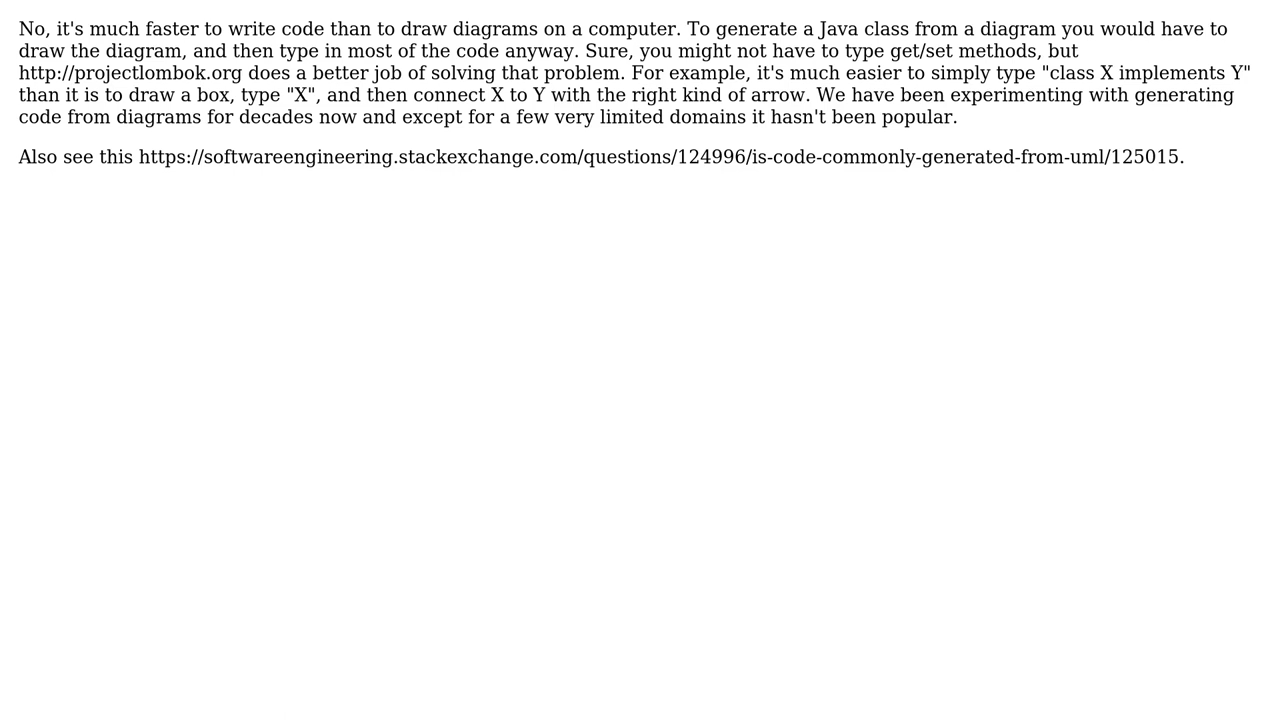 No, it's much faster to write code than to draw diagrams on a computer. To generate a Java class from a diagram you would have to
draw the diagram, and then type in most of the code anyway. Sure, you might not have to type get/set methods, but
http://projectlombok.org does a better job of solving that problem. For example, it's much easier to simply type "class X implements Y"
than it is to draw a box, type "X", and then connect X to Y with the right kind of arrow. We have been experimenting with generating
code from diagrams for decades now and except for a few very limited domains it hasn't been popular.
Also see this https://softwareengineering.stackexchange.com/questions/124996/is-code-commonly-generated-from-uml/125015.